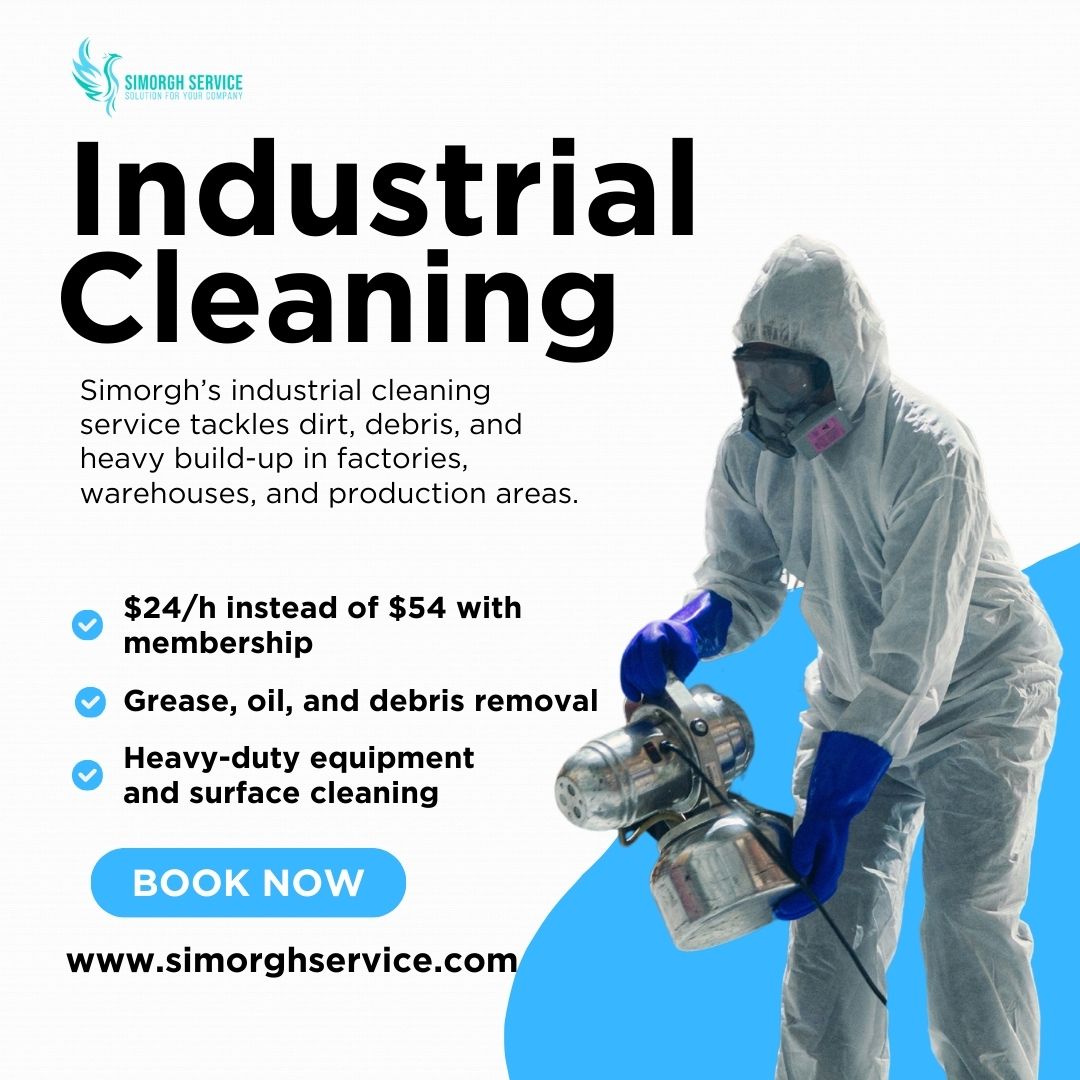 SIMORGH SERVICE
SOLUTION FOR YOUR COMPANY
Industrial
Cleaning
Simorgh’s industrial cleaning
service tackles dirt, debris, and
heavy build-up in factories,
warehouses, and production areas.
$24/h instead of $54 with
membership
Grease, oil, and debris removal
Heavy-duty equipment
and surface cleaning
BOOK NOW
www.simorghservice.com